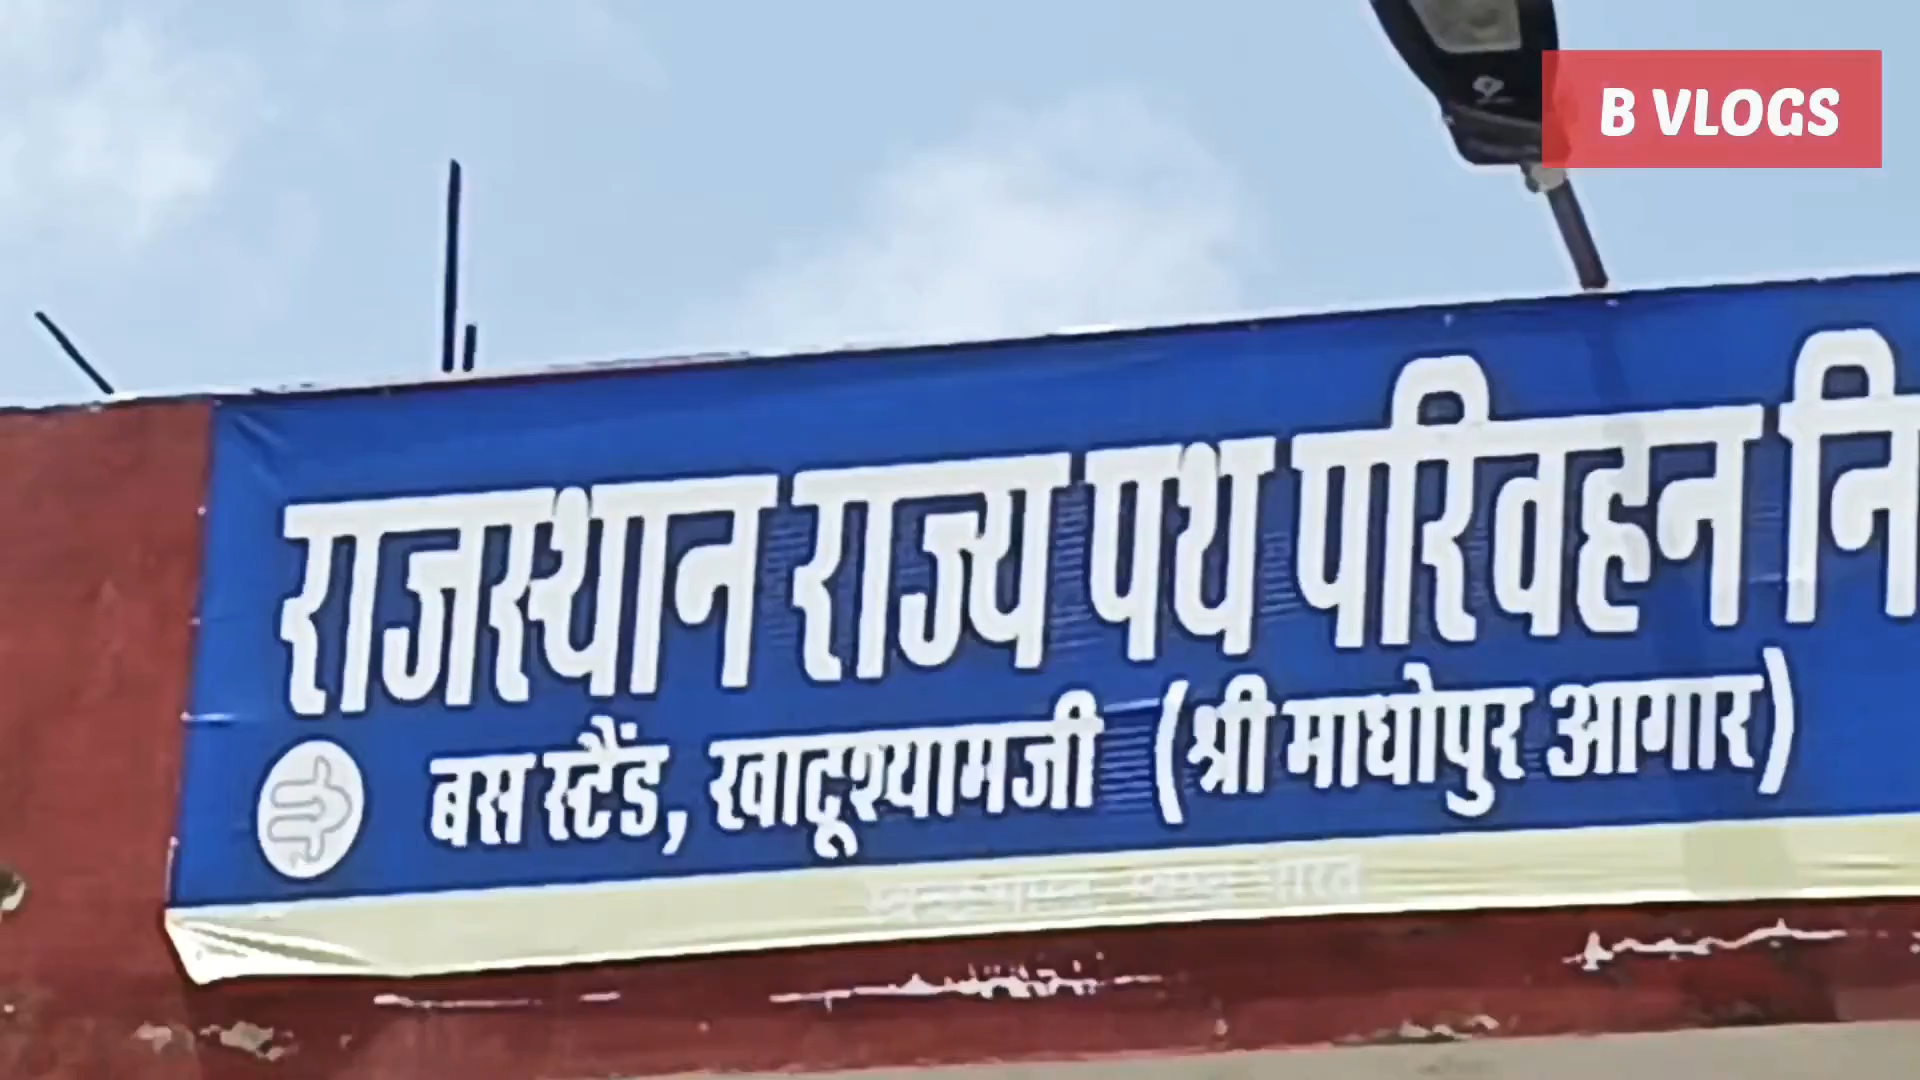 B VLOGS
राजस्थान राज्य पथ परिवहन नि
बस स्टैंड, खाटूश्यामजी (श्री माधोपुर आगार)